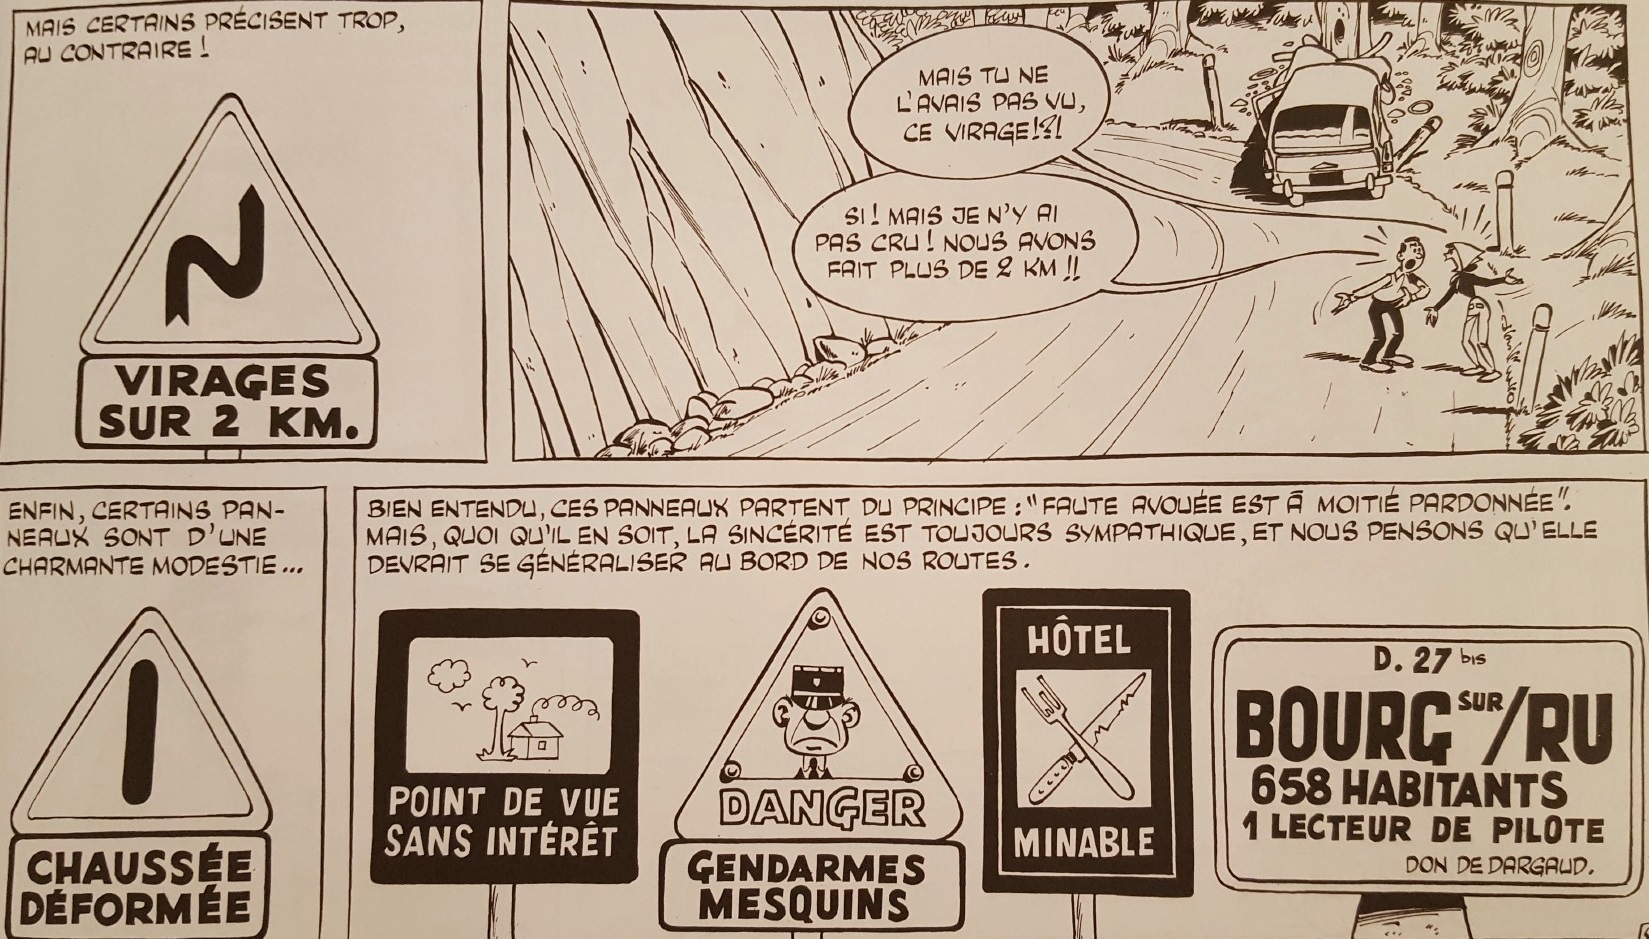 MAIS CERTAINS PRÉCISENT TROP,
AU CONTRAIRE !
VIRAGES
SUR 2 KM.
MAIS TU NE
L'AVAIS PAS VU,
CE VIRAGE!?!
SI ! MAIS JE N'Y AI
PAS CRU ! NOUS AVONS
FAIT PLUS DE 2 KM !!
ENFIN, CERTAINS PAN-
NEAUX SONT D'UNE
CHARMANTE MODESTIE...
CHAUSSÉE
DÉFORMÉE
BIEN ENTENDU, CES PANNEAUX PARTENT DU PRINCIPE : "FAUTE AVOUÉE EST À MOITIÉ PARDONNÉE".
MAIS, QUOI QU'IL EN SOIT, LA SINCÉRITÉ EST TOUJOURS SYMPATHIQUE, ET NOUS PENSONS QU'ELLE
DEVRAIT SE GÉNÉRALISER AU BORD DE NOS ROUTES.
POINT DE VUE
SANS INTÉRÊT
DANGER
GENDARMES
MESQUINS
HÔTEL
MINABLE
D. 27 bis
BOURG SUR/RU
658 HABITANTS
1 LECTEUR DE PILOTE
DON DE DARGAUD.